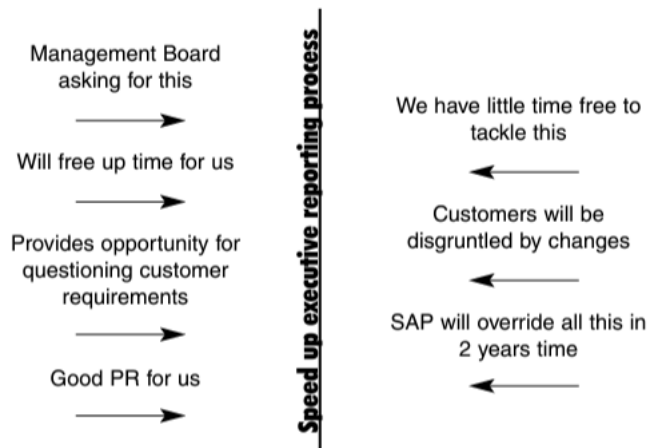 Management Board
asking for this
Will free up time for us
Provides opportunity for
questioning customer
requirements
Good PR for us
Speed up executive reporting process
We have little time free to
tackle this
Customers will be
disgruntled by changes
SAP will override all this in
2 years time